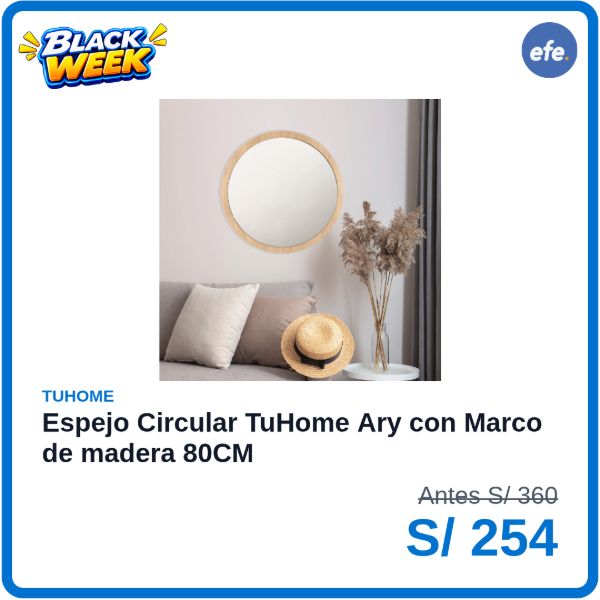 BLACK
WEEK
efe.
TUHOME
Espejo Circular TuHome Ary con Marco
de madera 80CM
Antes S/ 360
S/ 254